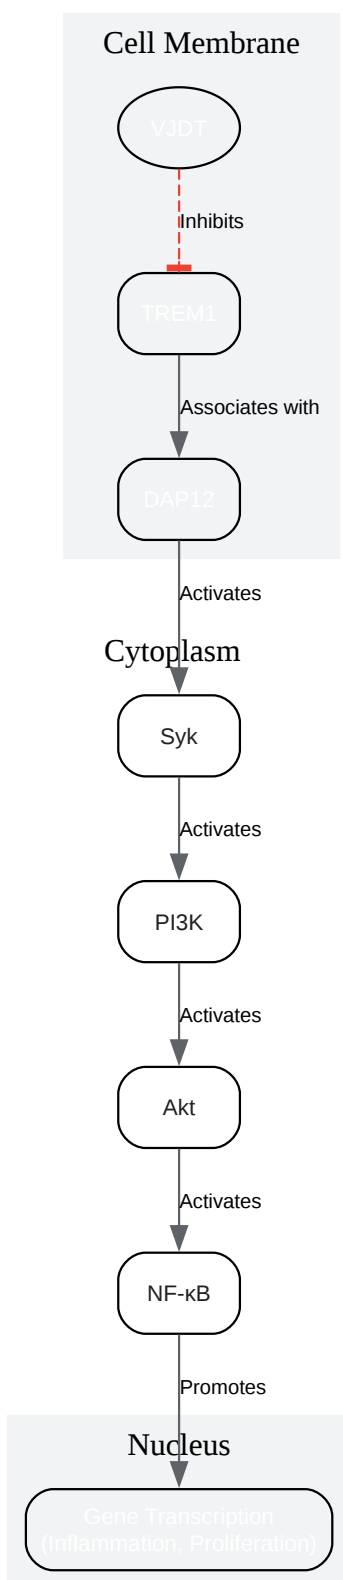 Cell Membrane
VJDT
Inhibits
TREM1
Associates with
DAP12
Activates
Cytoplasm
Syk
Activates
PI3K
Activates
Akt
Activates
NF-κB
Promotes
Nucleus
Gene Transcription
(Inflammation, Proliferation)